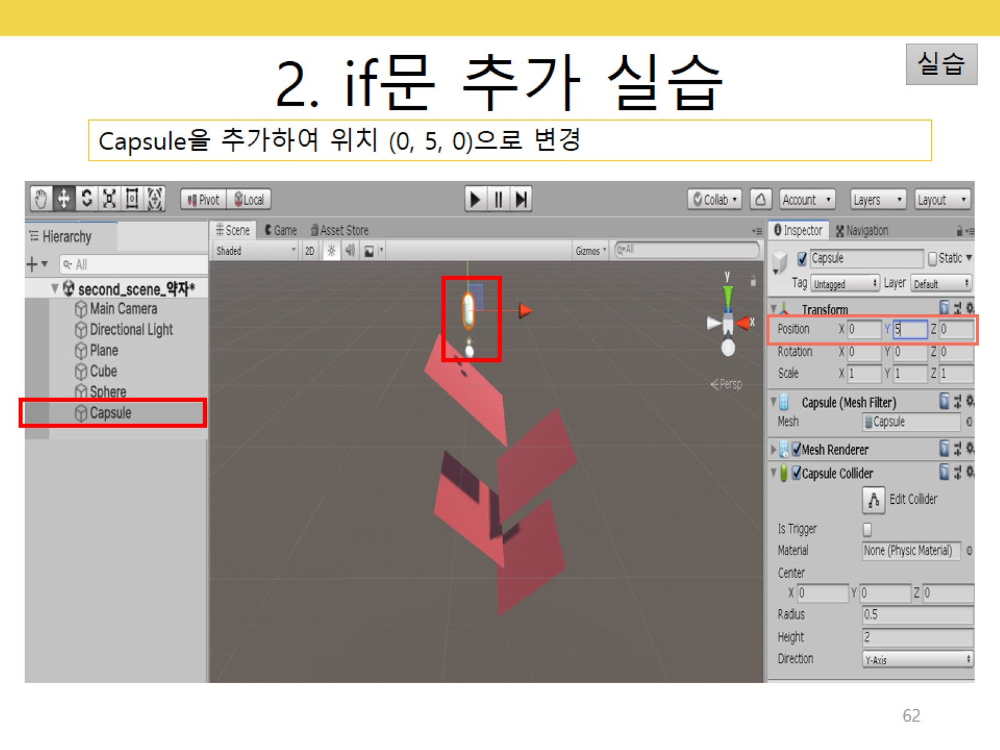 실습
2. if문 추가 실습
Capsule을 추가하여 위치 (0, 5, 0)으로 변경
Pivot Local Collab Account Layers Layout
Hierarchy
All
second_scene_약자*
Main Camera
Directional Light
Plane
Cube
Sphere
Capsule
Scene Game Asset Store
Shaded 2D Gizmos All
y
x
Persp
Inspector Navigation
Capsule Static
Tag Untagged Layer Default
Transform
Position X 0 Y 5 Z 0
Rotation X 0 Y 0 Z 0
Scale X 1 Y 1 Z 1
Capsule (Mesh Filter)
Mesh Capsule
Mesh Renderer
Capsule Collider
Edit Collider
Is Trigger
Material None (Physic Material)
Center
X 0 Y 0 Z 0
Radius 0.5
Height 2
Direction Y-Axis
62